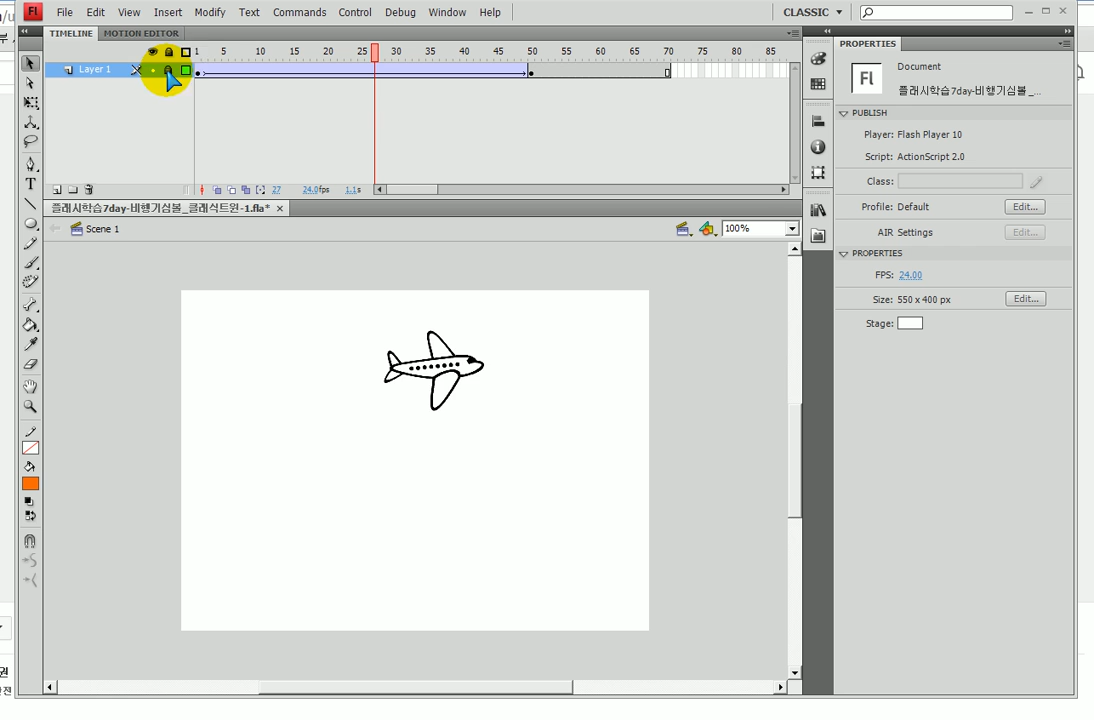 Fl File Edit View Insert Modify Text Commands Control Debug Window Help CLASSIC
TIMELINE MOTION EDITOR
1 5 10 15 20 25 30 35 40 45 50 55 60 65 70 75 80 85
Layer 1
27 24.0fps 1.1s
플래시학습7day-비행기심볼_클래식트윈-1.fla*
Scene 1
100%
PROPERTIES
Document
Fl
플래시학습7day-비행기심볼 _...
PUBLISH
Player: Flash Player 10
Script: ActionScript 2.0
Class:
Profile: Default Edit...
AIR Settings Edit...
PROPERTIES
FPS: 24.00
Size: 550 x 400 px Edit...
Stage: